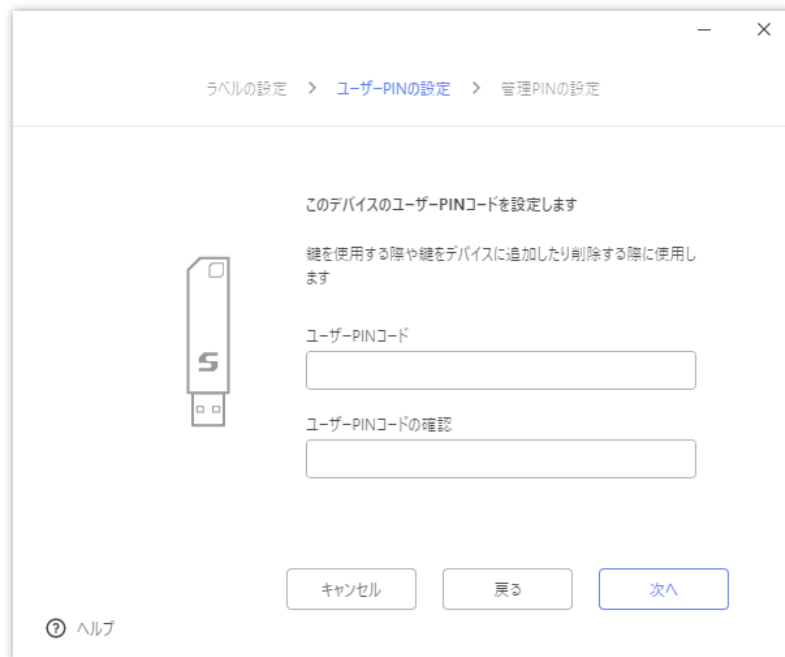 ラベルの設定 > ユーザーPINの設定 > 管理PINの設定
このデバイスのユーザーPINコードを設定します
鍵を使用する際や鍵をデバイスに追加したり削除する際に使用し
ます
ユーザーPINコード
ユーザーPINコードの確認
キャンセル 戻る 次へ
? ヘルプ